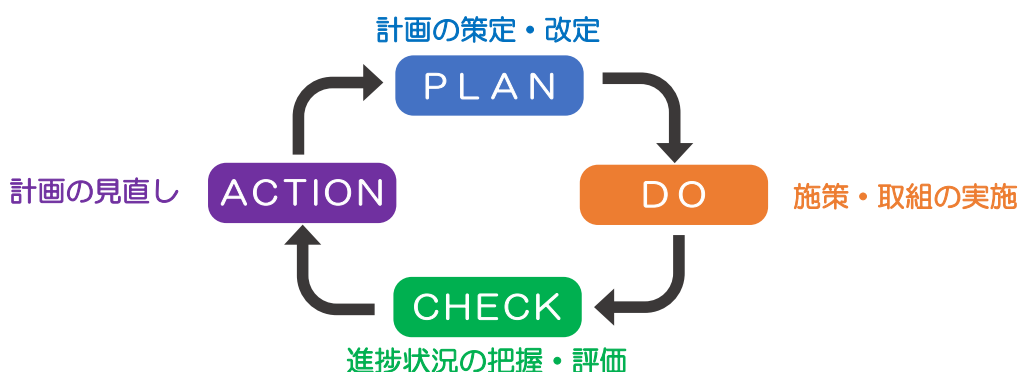 計画の策定・改定
PLAN
計画の見直し
ACTION
DO
施策・取組の実施
CHECK
進捗状況の把握・評価